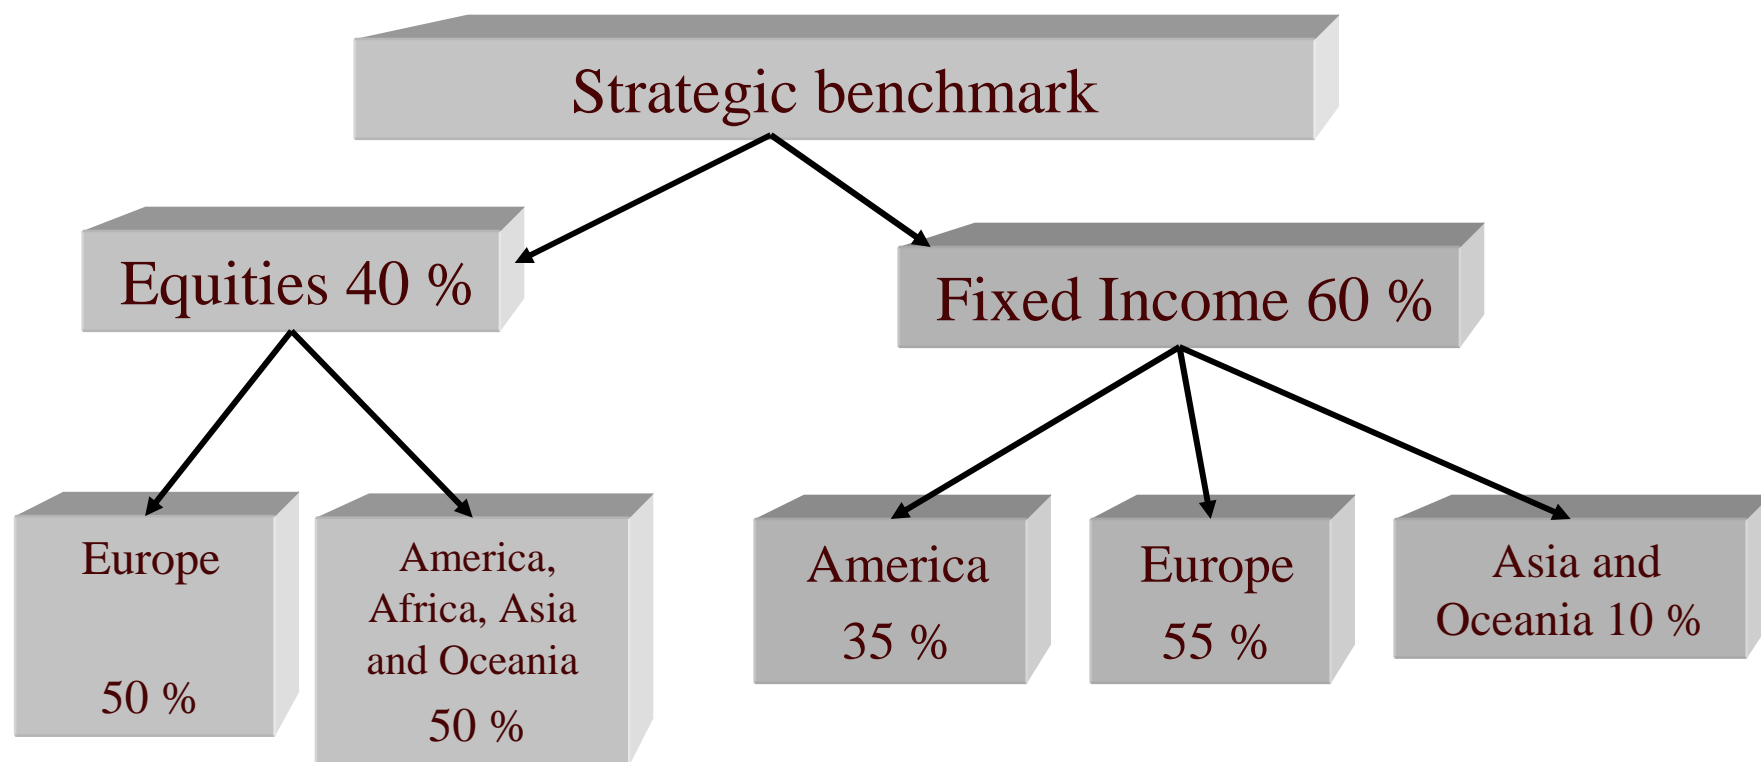 Strategic benchmark
Equities 40 %
Fixed Income 60 %
Europe
50 %
America,
Africa, Asia
and Oceania
50 %
America
35 %
Europe
55 %
Asia and
Oceania 10 %